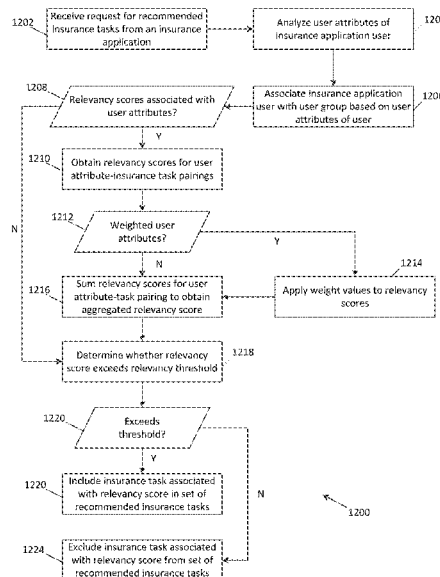 1202
Receive request for recommended
insurance tasks from an insurance
application
Analyze user attributes of
insurance application user
120
1208
Relevancy scores associated with
user attributes?
Associate insurance application
user with user group based on user
attributes of user
Y
1210
Obtain relevancy scores for user
attribute-insurance task pairings
N
1212
Weighted user
attributes?
Y
N
1214
1216
Sum relevancy scores for user
attribute-task pairing to obtain
aggregated relevancy score
Apply weight values to relevancy
scores
Determine whether relevancy
score exceeds relevancy threshold
1218
1220
Exceeds
threshold?
Y
1220
Include insurance task associated
with relevancy score in set of
recommended insurance tasks
N
1200
1224
Exclude insurance task associated
with relevancy score from set of
recommended insurance tasks